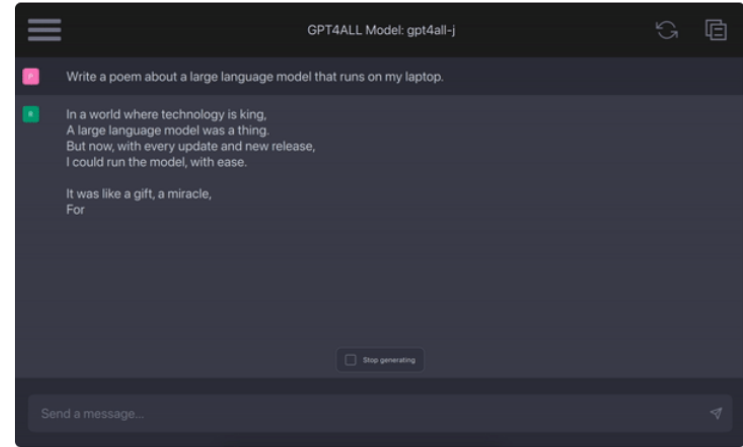 GPT4ALL Model: gpt4all-j
Write a poem about a large language model that runs on my laptop.
In a world where technology is king,
A large language model was a thing.
But now, with every update and new release,
I could run the model, with ease.
It was like a gift, a miracle,
For
Stop generating
Send a message...